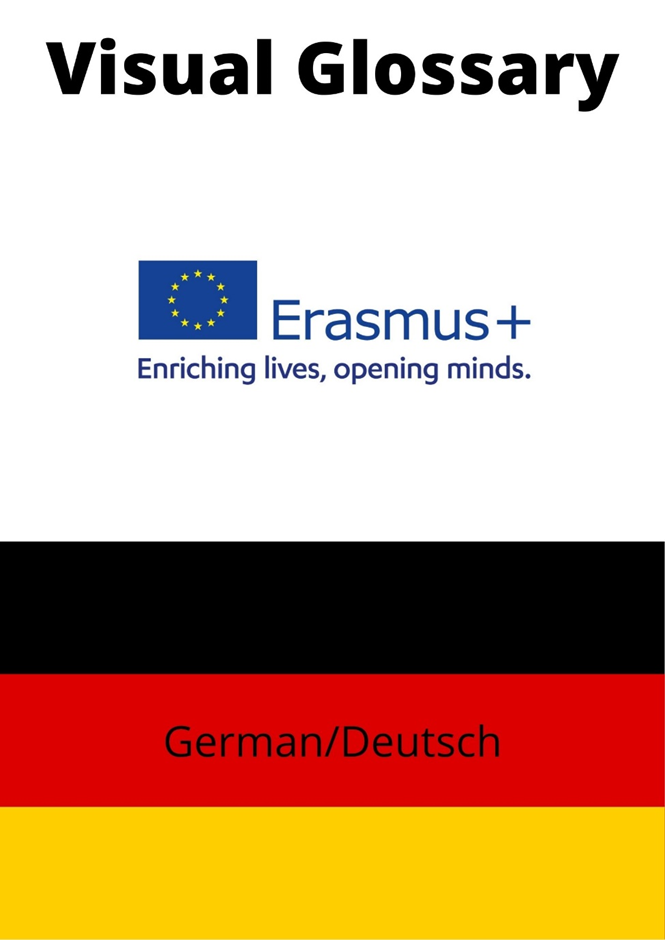 Visual Glossary
Erasmus+
Enriching lives, opening minds.
German/Deutsch